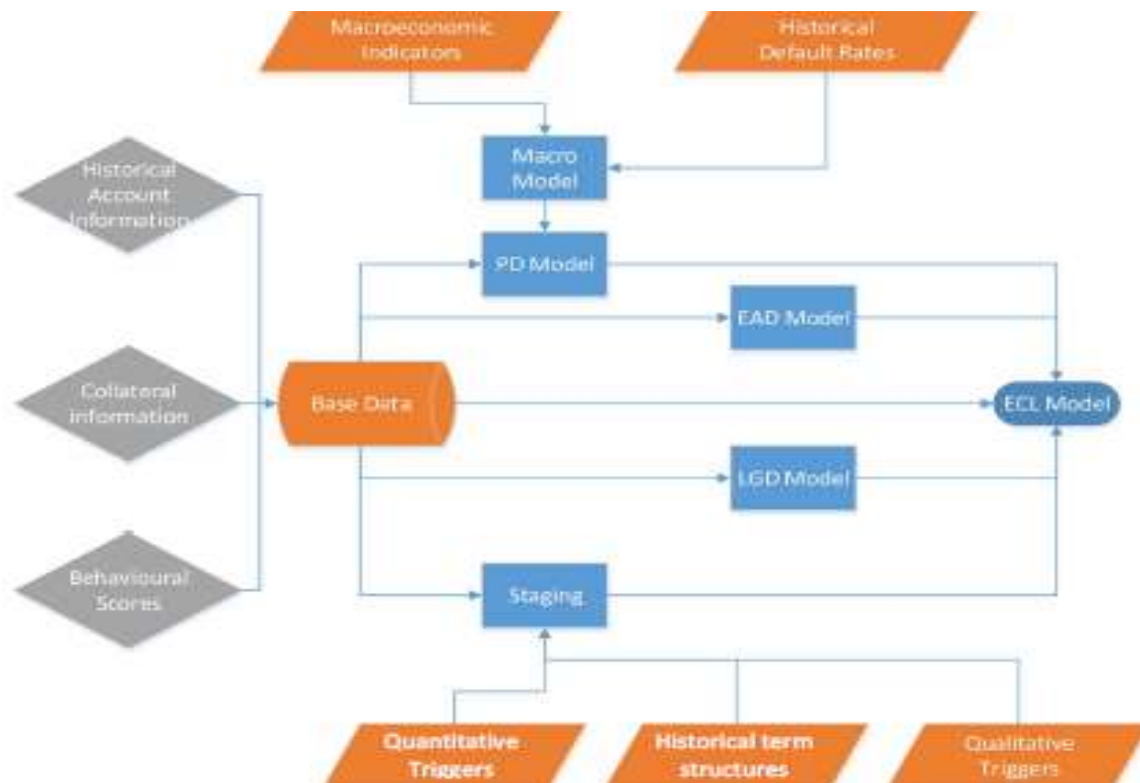 Macroeconomic
Indicators
Historical
Default Rates
Historical
Account
Information
Macro
Model
PD Model
EAD Model
Collateral
information
Base Data
ECL Model
LGD Model
Behavioural
Scores
Staging
Quantitative
Triggers
Historical term
structures
Qualitative
Triggers